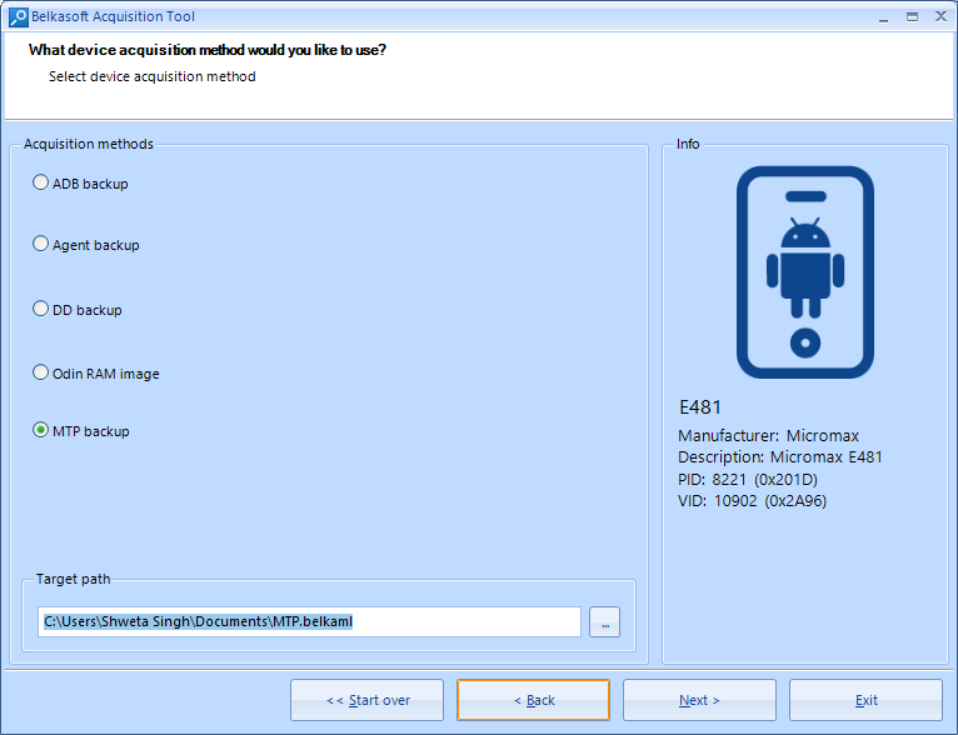 Belkasoft Acquisition Tool
What device acquisition method would you like to use?
Select device acquisition method
Acquisition methods
ADB backup
Agent backup
DD backup
Odin RAM image
MTP backup
Target path
C:\Users\Shweta Singh\Documents\MTP.belkaml
...
Info
E481
Manufacturer: Micromax
Description: Micromax E481
PID: 8221 (0x201D)
VID: 10902 (0x2A96)
<< Start over
< Back
Next >
Exit